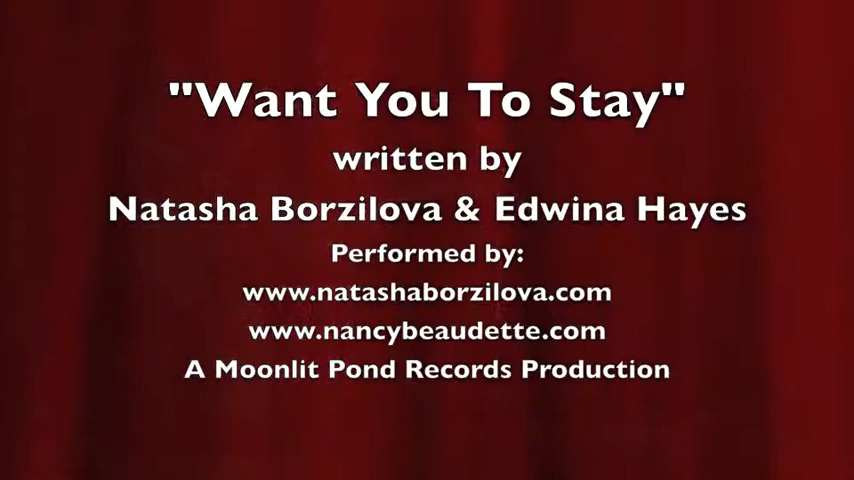 "Want You To Stay"
written by
Natasha Borzilova & Edwina Hayes
Performed by:
www.natashaborzilova.com
www.nancybeaudette.com
A Moonlit Pond Records Production